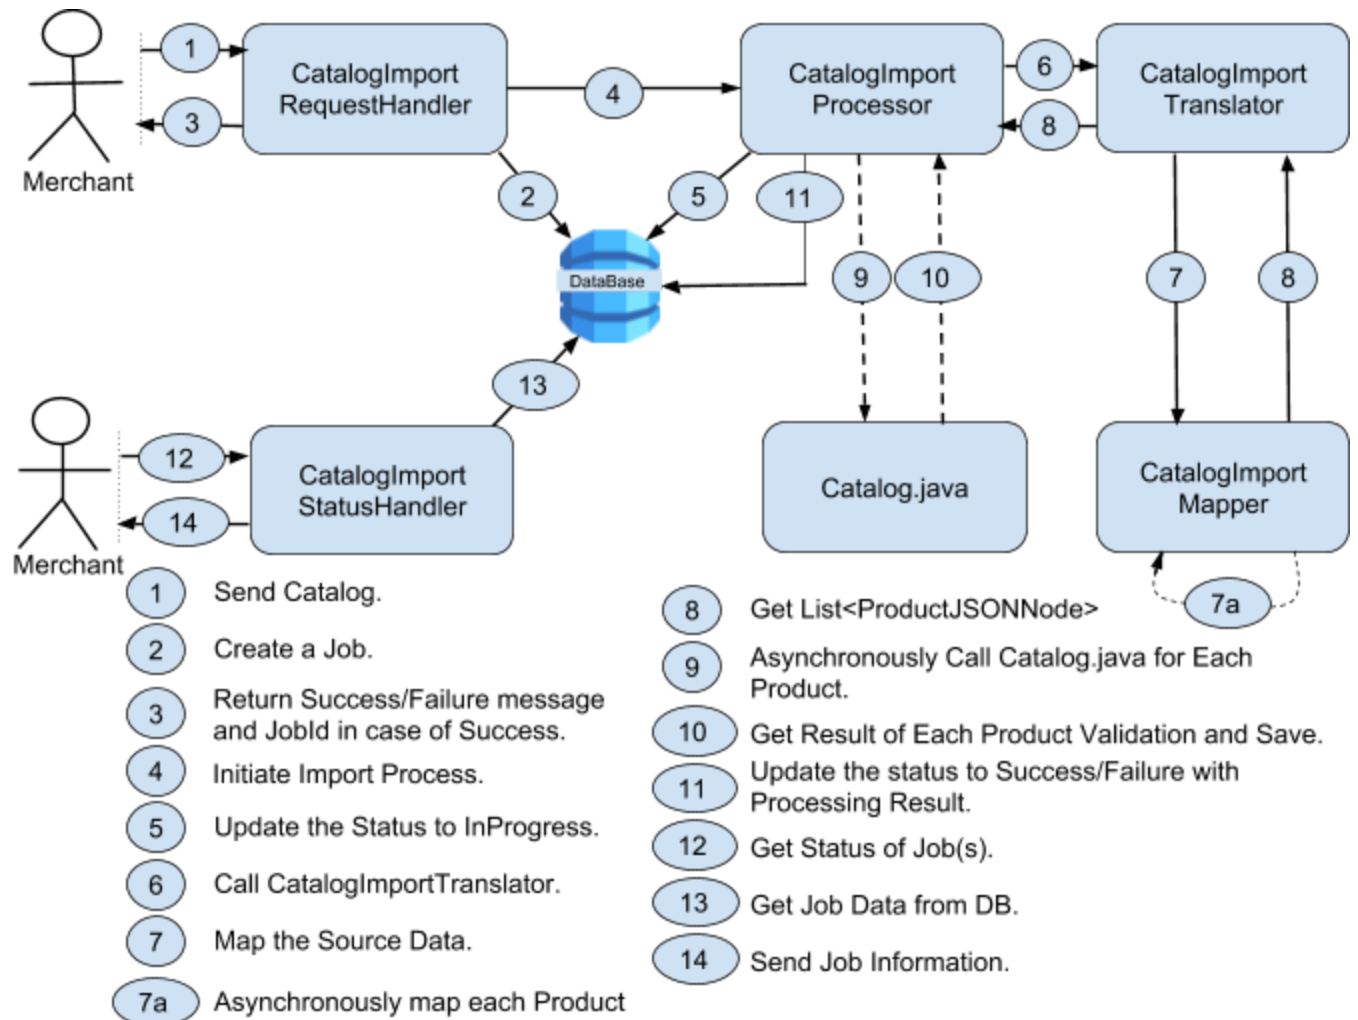 1
CatalogImport
RequestHandler
3
Merchant
4
CatalogImport
Processor
6
8
CatalogImport
Translator
2
5
11
DataBase
9
10
7
8
13
12
CatalogImport
StatusHandler
14
Merchant
Catalog.java
CatalogImport
Mapper
7a
1 Send Catalog.
2 Create a Job.
3 Return Success/Failure message
and JobId in case of Success.
4 Initiate Import Process.
5 Update the Status to InProgress.
6 Call CatalogImportTranslator.
7 Map the Source Data.
7a Asynchronously map each Product
8 Get List<ProductJSONNode>
9 Asynchronously Call Catalog.java for Each
Product.
10 Get Result of Each Product Validation and Save.
11 Update the status to Success/Failure with
Processing Result.
12 Get Status of Job(s).
13 Get Job Data from DB.
14 Send Job Information.